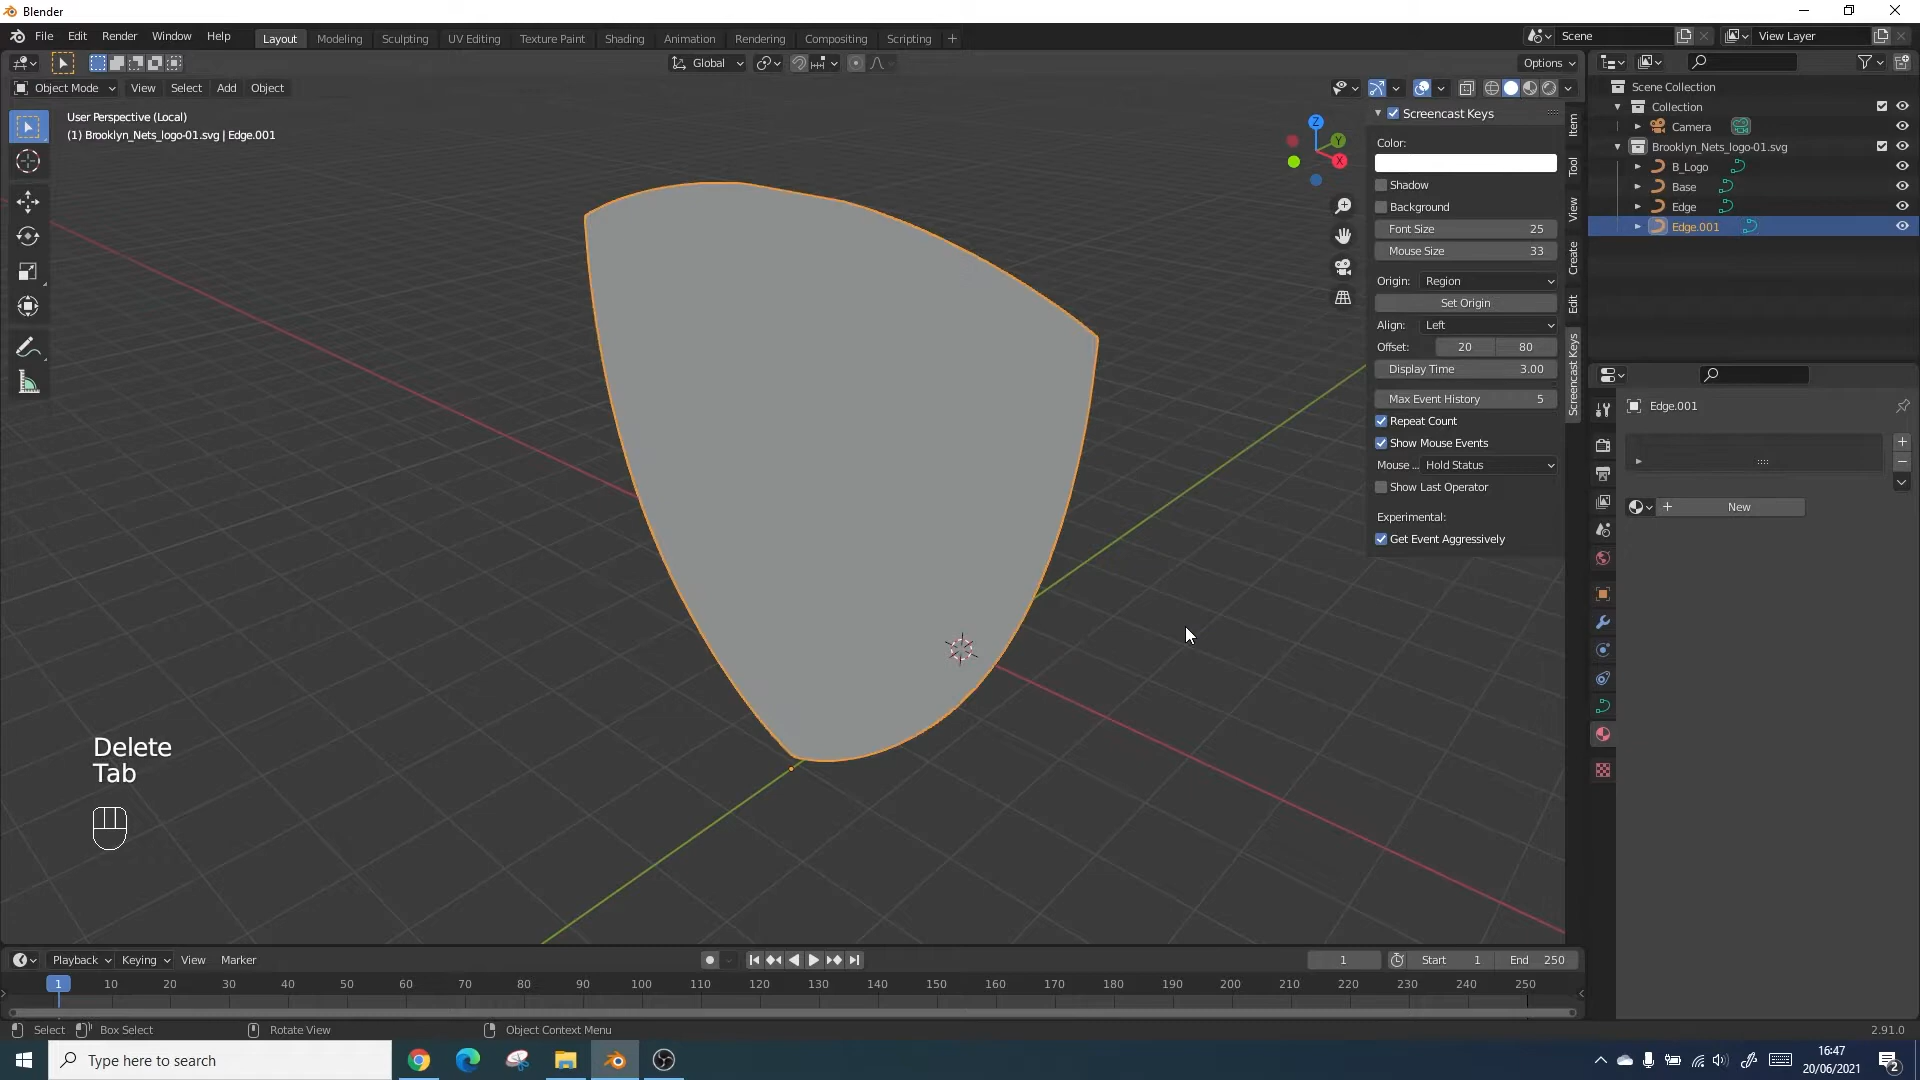 Blender
File Edit Render Window Help
Layout Modeling Sculpting UV Editing Texture Paint Shading Animation Rendering Compositing Scripting +
Scene View Layer
Global Options
Object Mode View Select Add Object
User Perspective (Local)
(1) Brooklyn_Nets_logo-01.svg | Edge.001
Z
Y
X
Screencast Keys
Color:
Shadow
Background
Font Size 25
Mouse Size 33
Origin: Region
Set Origin
Align: Left
Offset: 20 80
Display Time 3.00
Max Event History 5
Repeat Count
Show Mouse Events
Mouse ... Hold Status
Show Last Operator
Experimental:
Get Event Aggressively
Item
Tool
View
Create
Edit
Screencast Keys
Scene Collection
Collection
Camera
Brooklyn_Nets_logo-01.svg
B_Logo
Base
Edge
Edge.001
Edge.001
+ New
Delete
Tab
Playback Keying View Marker
1 Start 1 End 250
1 10 20 30 40 50 60 70 80 90 100 110 120 130 140 150 160 170 180 190 200 210 220 230 240 250
Select Box Select Rotate View Object Context Menu 2.91.0
Type here to search
16:47
20/06/2021
2